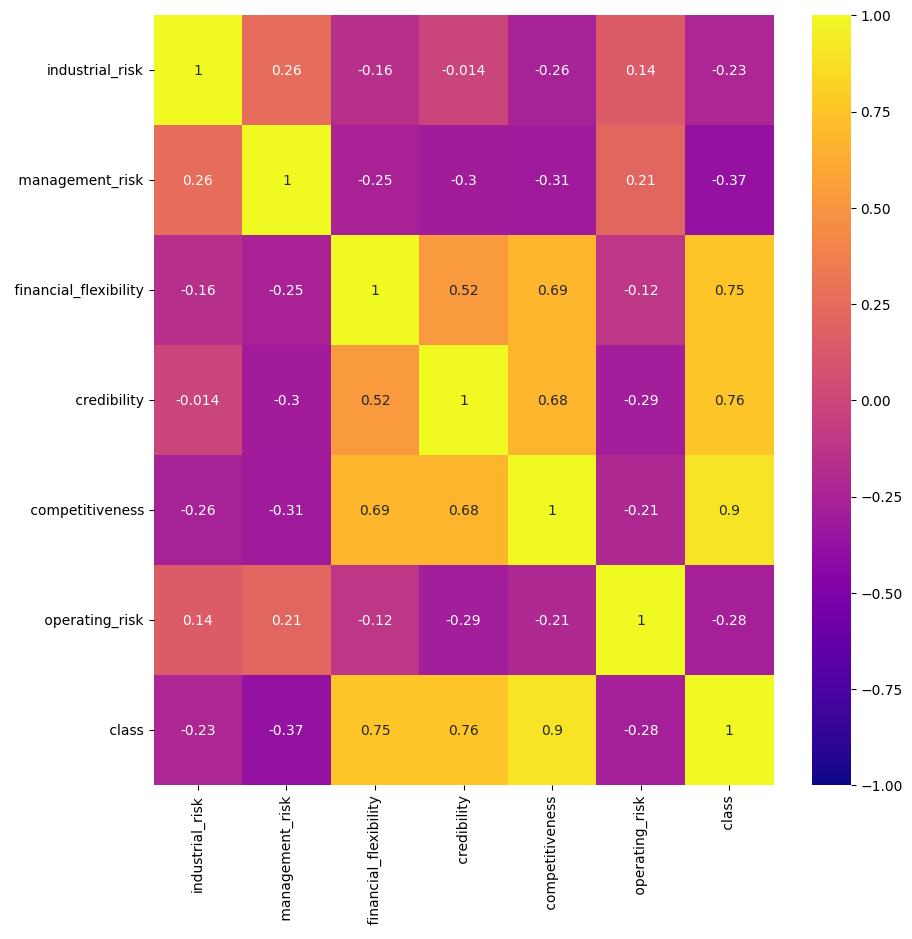 industrial_risk 1 0.26 -0.16 -0.014 -0.26 0.14 -0.23
management_risk 0.26 1 -0.25 -0.3 -0.31 0.21 -0.37
financial_flexibility -0.16 -0.25 1 0.52 0.69 -0.12 0.75
credibility -0.014 -0.3 0.52 1 0.68 -0.29 0.76
competitiveness -0.26 -0.31 0.69 0.68 1 -0.21 0.9
operating_risk 0.14 0.21 -0.12 -0.29 -0.21 1 -0.28
class -0.23 -0.37 0.75 0.76 0.9 -0.28 1
industrial_risk
management_risk
financial_flexibility
credibility
competitiveness
operating_risk
class
1.00
0.75
0.50
0.25
0.00
−0.25
−0.50
−0.75
−1.00